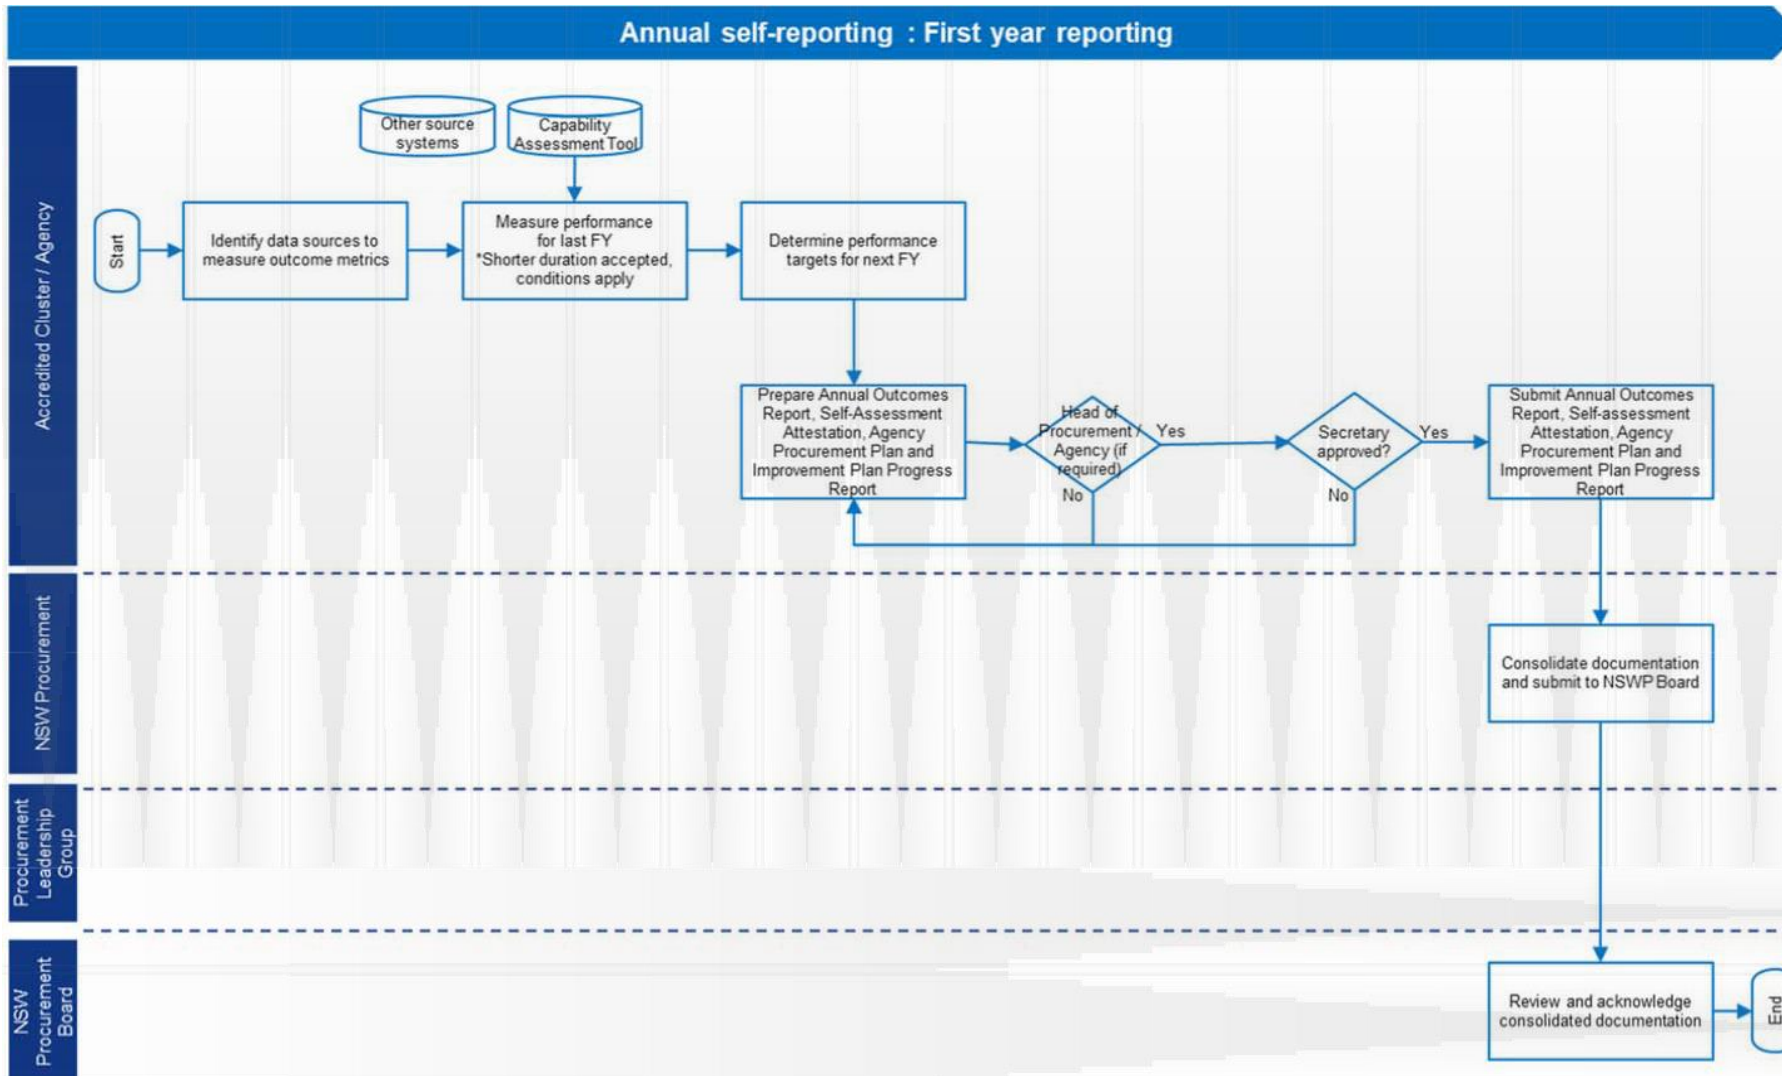 Annual self-reporting : First year reporting
Accredited Cluster / Agency
Other source
systems
Capability
Assessment Tool
Start
Identify data sources to
measure outcome metrics
Measure performance
for last FY
*Shorter duration accepted,
conditions apply
Determine performance
targets for next FY
Prepare Annual Outcomes
Report, Self-Assessment
Attestation, Agency
Procurement Plan and
Improvement Plan Progress
Report
Head of
Procurement /
Agency (if
required)
Yes
No
Secretary
approved?
Yes
No
Submit Annual Outcomes
Report, Self-assessment
Attestation, Agency
Procurement Plan and
Improvement Plan Progress
Report
NSW Procurement
Consolidate documentation
and submit to NSWP Board
Procurement
Leadership
Group
NSW
Procurement
Board
Review and acknowledge
consolidated documentation
End